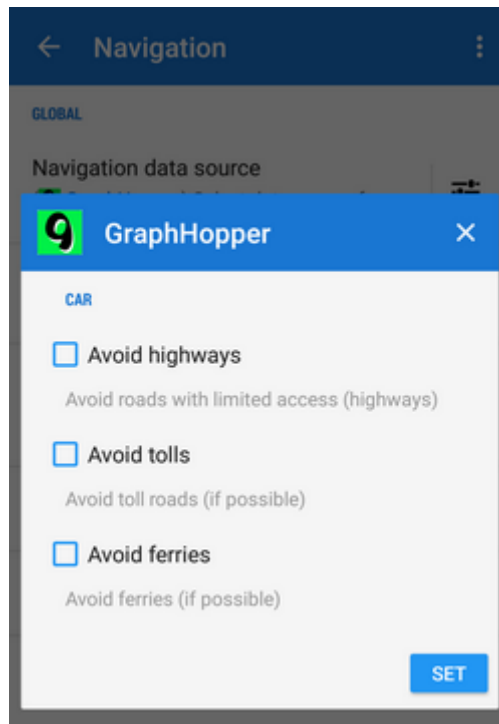 Navigation
GLOBAL
Navigation data source
GraphHopper
CAR
Avoid highways
Avoid roads with limited access (highways)
Avoid tolls
Avoid toll roads (if possible)
Avoid ferries
Avoid ferries (if possible)
SET